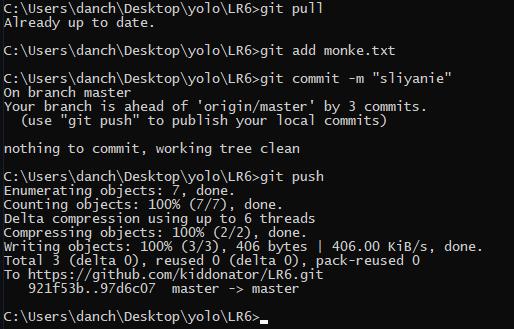 C:\Users\danch\Desktop\yolo\LR6>git pull
Already up to date.
C:\Users\danch\Desktop\yolo\LR6>git add monke.txt
C:\Users\danch\Desktop\yolo\LR6>git commit -m "sliyanie"
On branch master
Your branch is ahead of 'origin/master' by 3 commits.
  (use "git push" to publish your local commits)
nothing to commit, working tree clean
C:\Users\danch\Desktop\yolo\LR6>git push
Enumerating objects: 7, done.
Counting objects: 100% (7/7), done.
Delta compression using up to 6 threads
Compressing objects: 100% (2/2), done.
Writing objects: 100% (3/3), 406 bytes | 406.00 KiB/s, done.
Total 3 (delta 0), reused 0 (delta 0), pack-reused 0
To https://github.com/kiddonator/LR6.git
   921f53b..97d6c07  master -> master
C:\Users\danch\Desktop\yolo\LR6>